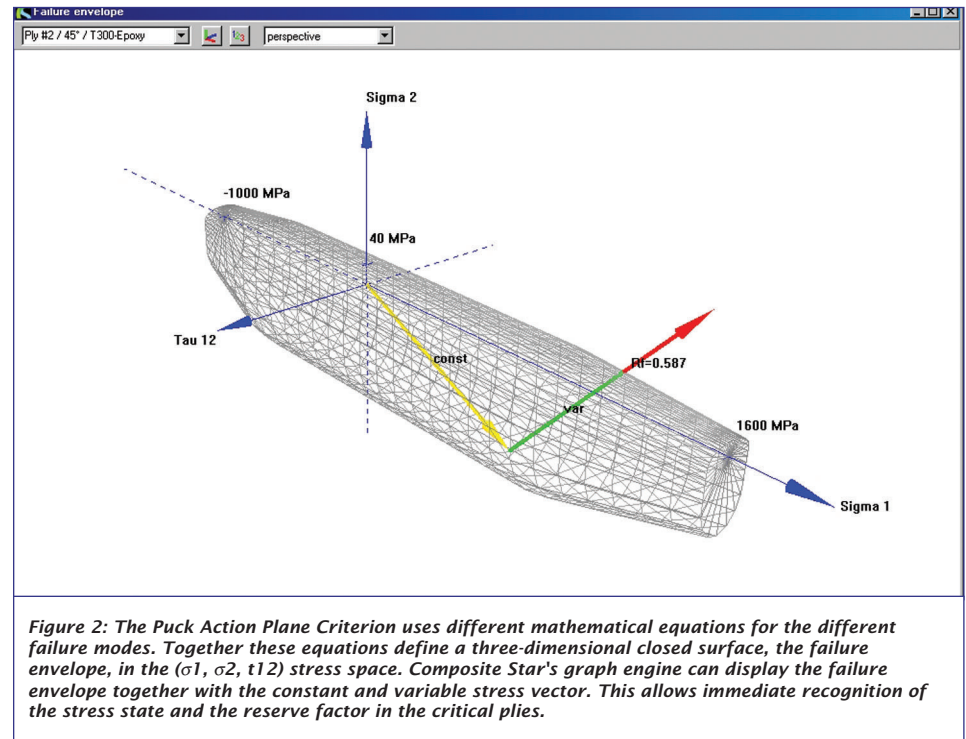 Failure envelope
Ply #2 / 45° / T300-Epoxy
perspective
Sigma 2
-1000 MPa
40 MPa
Tau 12
const
Rf=0.587
var
1600 MPa
Sigma 1
Figure 2: The Puck Action Plane Criterion uses different mathematical equations for the different
failure modes. Together these equations define a three-dimensional closed surface, the failure
envelope, in the (σ1, σ2, t12) stress space. Composite Star's graph engine can display the failure
envelope together with the constant and variable stress vector. This allows immediate recognition of
the stress state and the reserve factor in the critical plies.